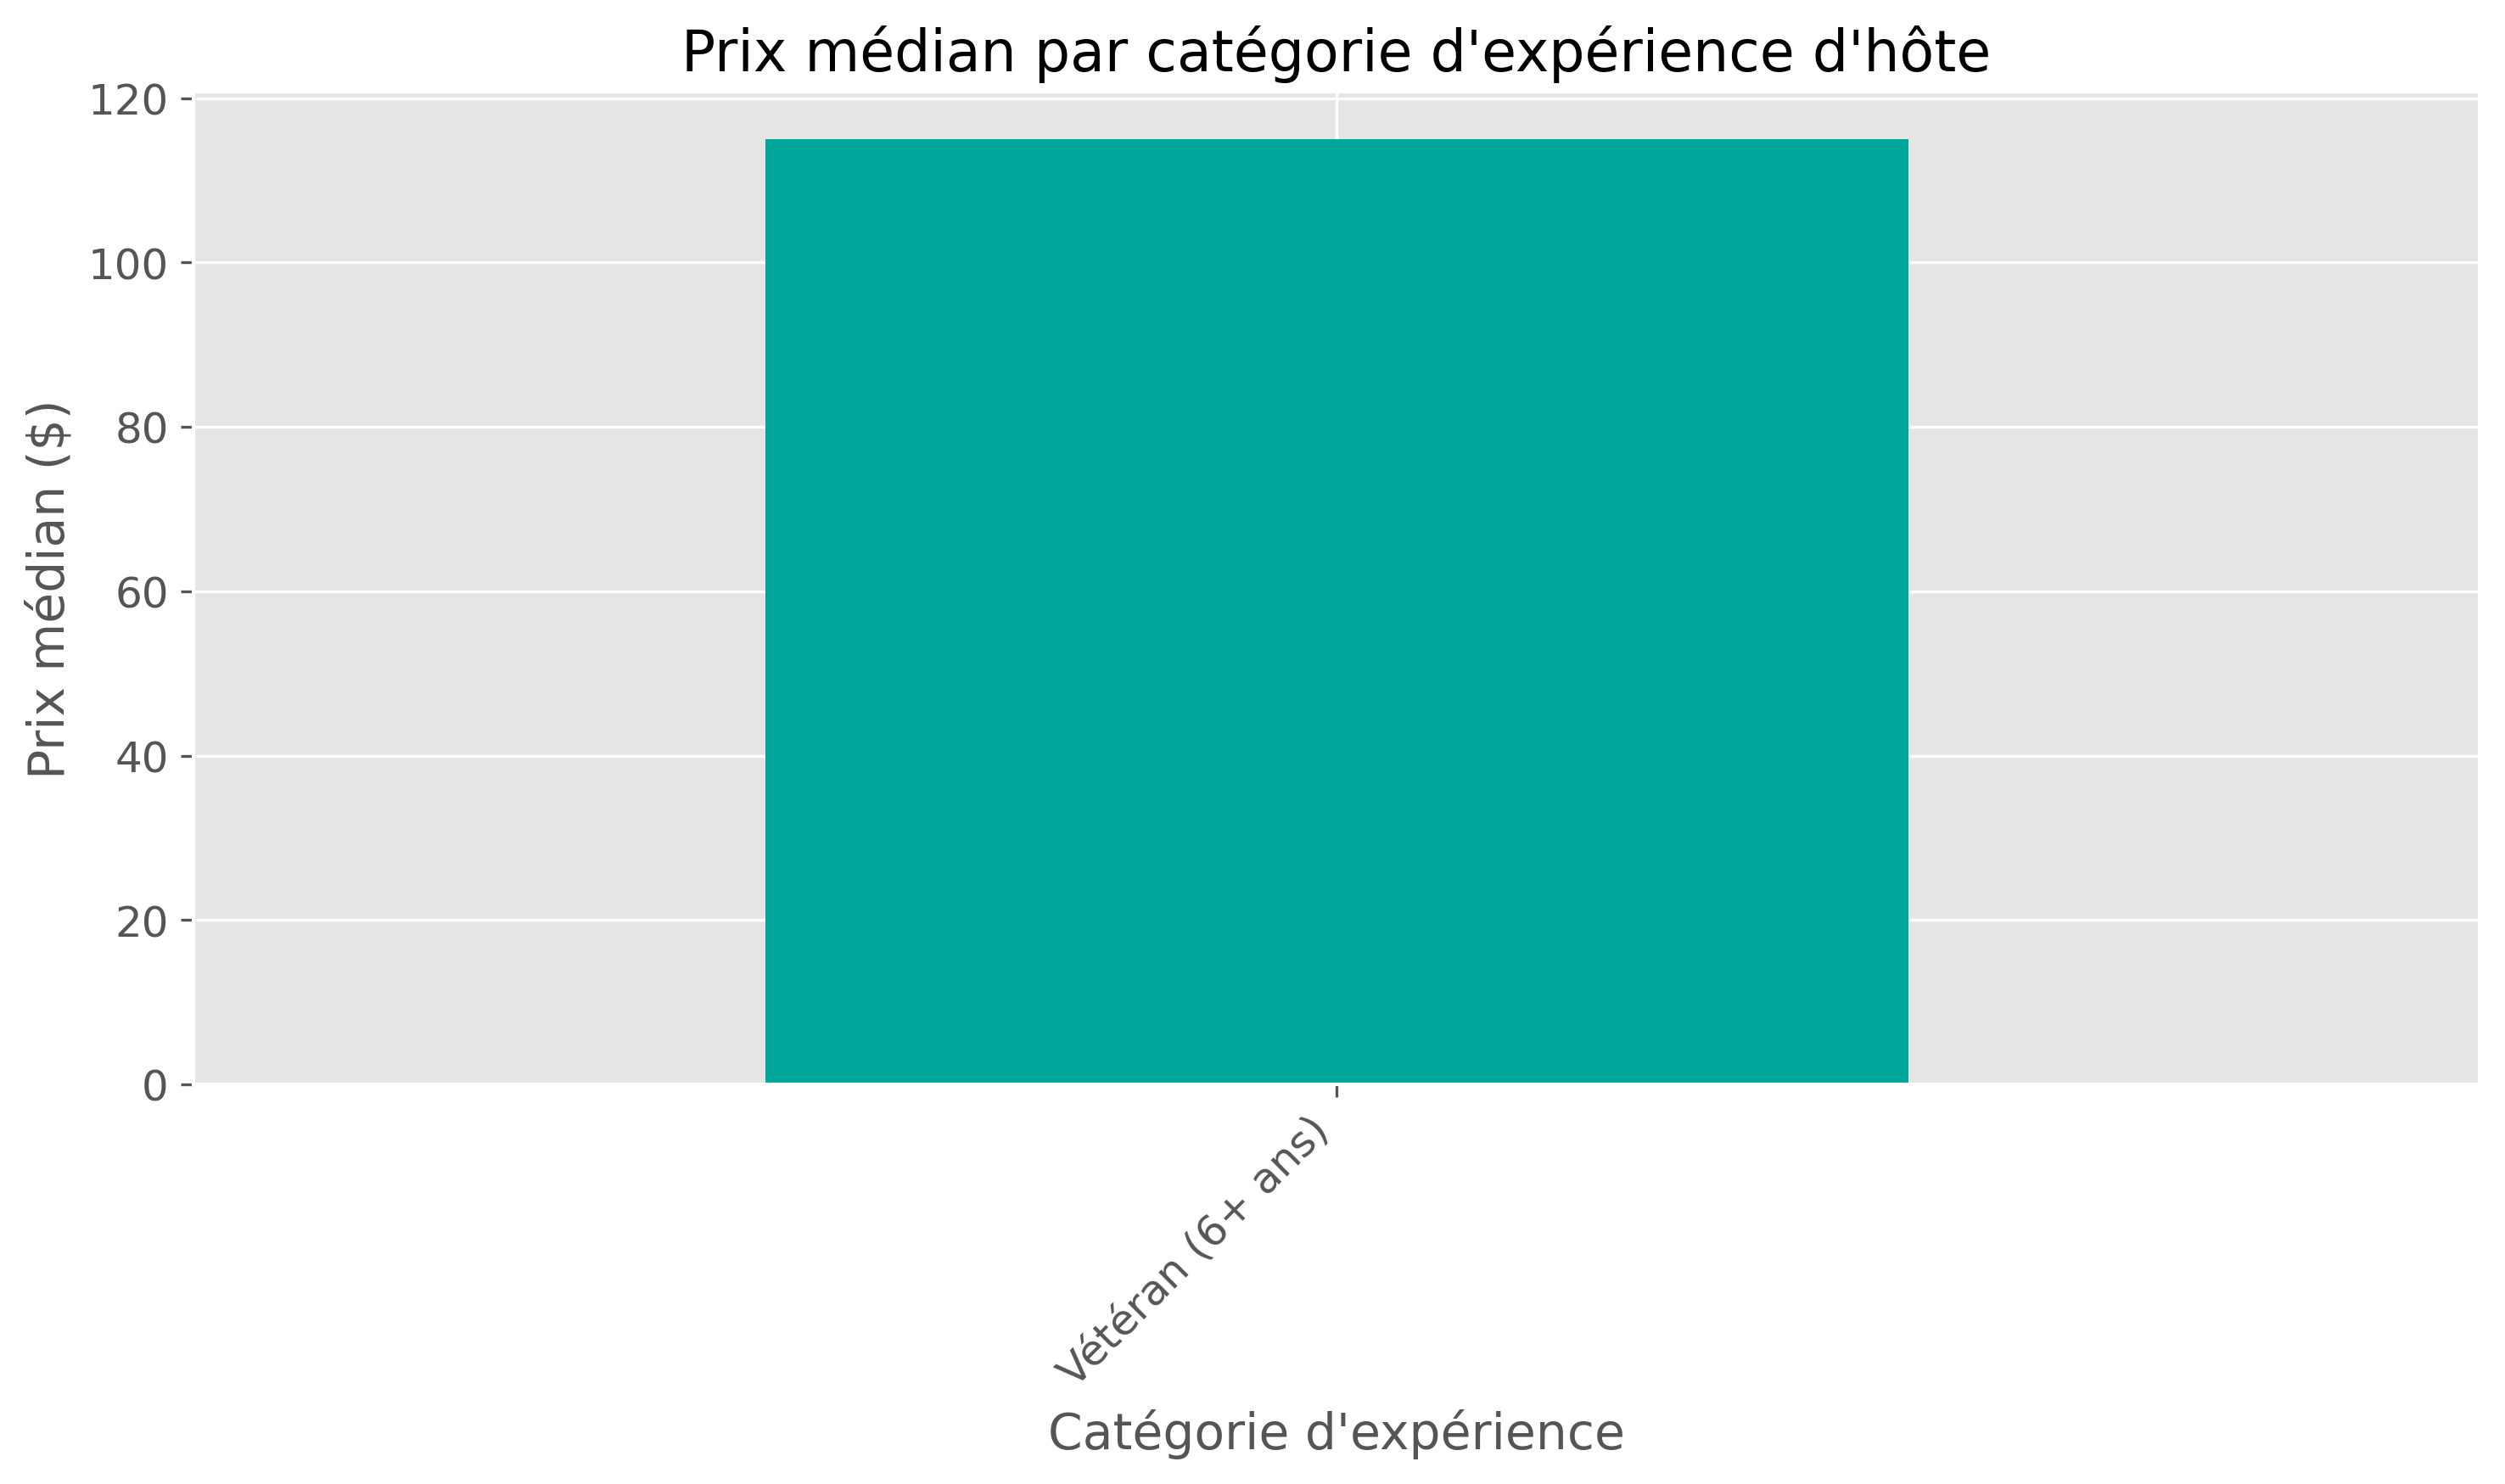 Prix médian par catégorie d'expérience d'hôte
Prix médian ($)
120
100
80
60
40
20
0
Vétéran (6+ ans)
Catégorie d'expérience